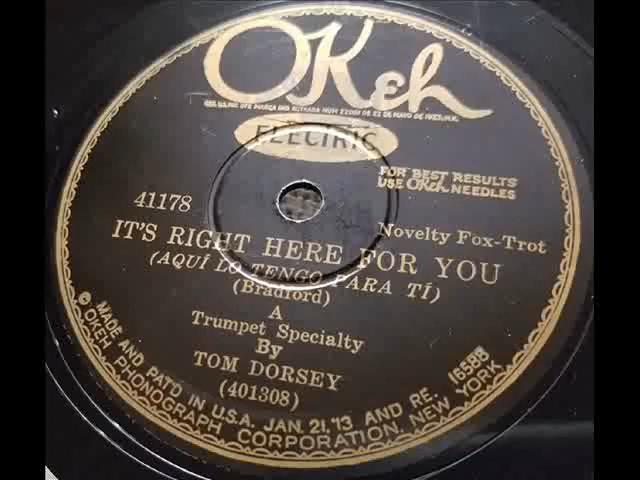 OKeh
ELECTRIC
FOR BEST RESULTS
USE OKeh NEEDLES
41178
Novelty Fox-Trot
IT'S RIGHT HERE FOR YOU
(AQUÍ LO TENGO PARA TÍ)
(Bradford)
A
Trumpet Specialty
By
TOM DORSEY
(401308)
16588
MADE AND PAT'D IN U.S.A. JAN. 21, '13 AND RE.
© OKEH PHONOGRAPH CORPORATION, NEW YORK